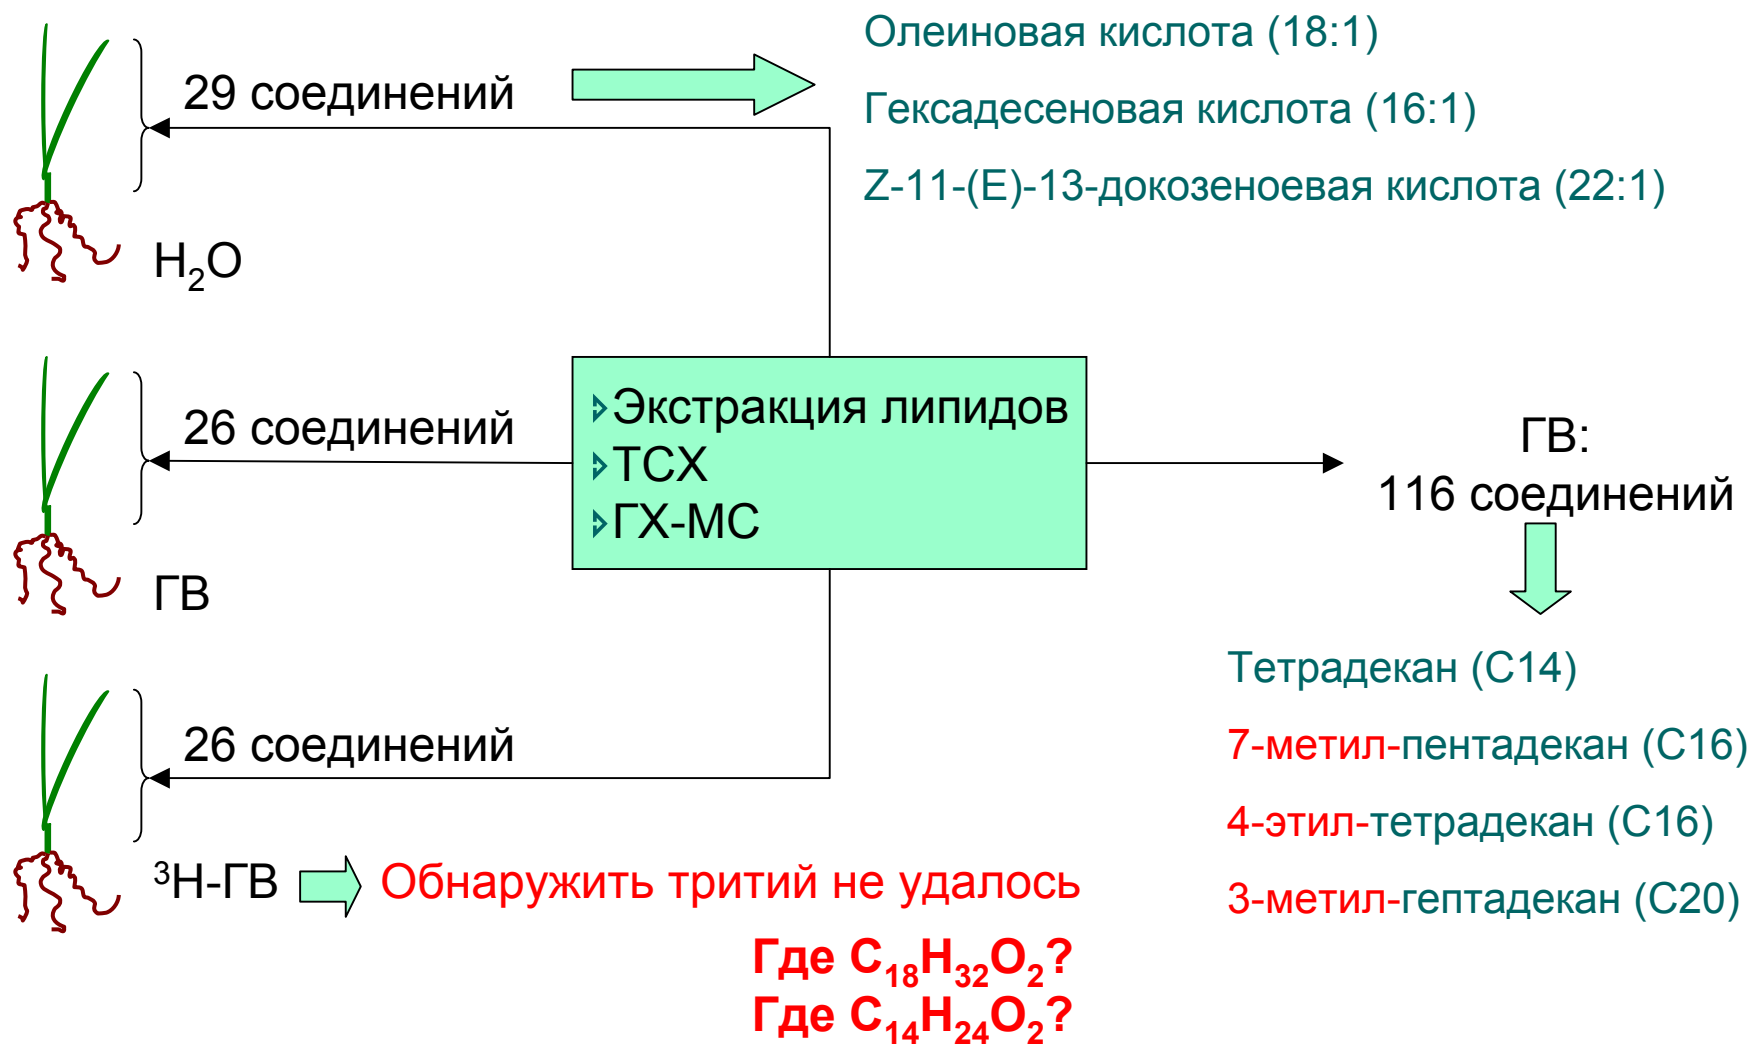 Олеиновая кислота (18:1)
29 соединений
Гексадесеновая кислота (16:1)
Z-11-(E)-13-докозеноевая кислота (22:1)
H₂O
26 соединений
Экстракция липидов
ТСХ
ГХ-МС
ГВ:
116 соединений
ГВ
Тетрадекан (С14)
7-метил-пентадекан (С16)
4-этил-тетрадекан (С16)
3-метил-гептадекан (С20)
26 соединений
³Н-ГВ
Обнаружить тритий не удалось
Где C₁₈H₃₂O₂?
Где C₁₄H₂₄O₂?